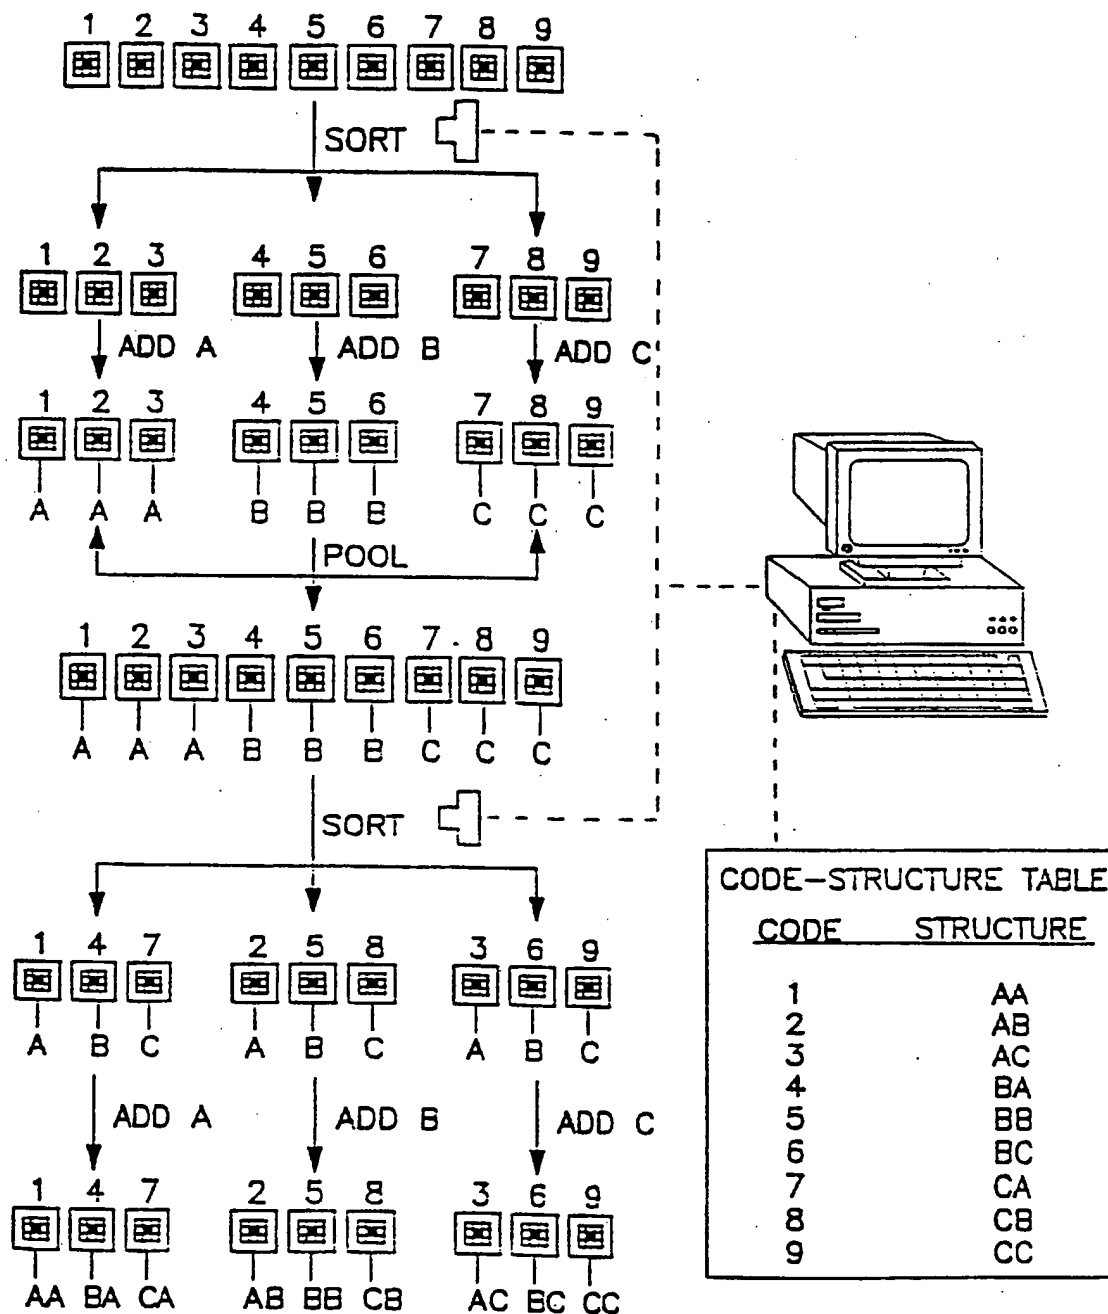 1 2 3 4 5 6 7 8 9
SORT
1 2 3 4 5 6 7 8 9
ADD A ADD B ADD C
1 2 3 4 5 6 7 8 9
A A A B B B C C C
POOL
1 2 3 4 5 6 7 8 9
A A A B B B C C C
SORT
1 4 7 2 5 8 3 6 9
A B C A B C A B C
ADD A ADD B ADD C
1 4 7 2 5 8 3 6 9
AA BA CA AB BB CB AC BC CC
CODE-STRUCTURE TABLE
CODE STRUCTURE
1 AA
2 AB
3 AC
4 BA
5 BB
6 BC
7 CA
8 CB
9 CC